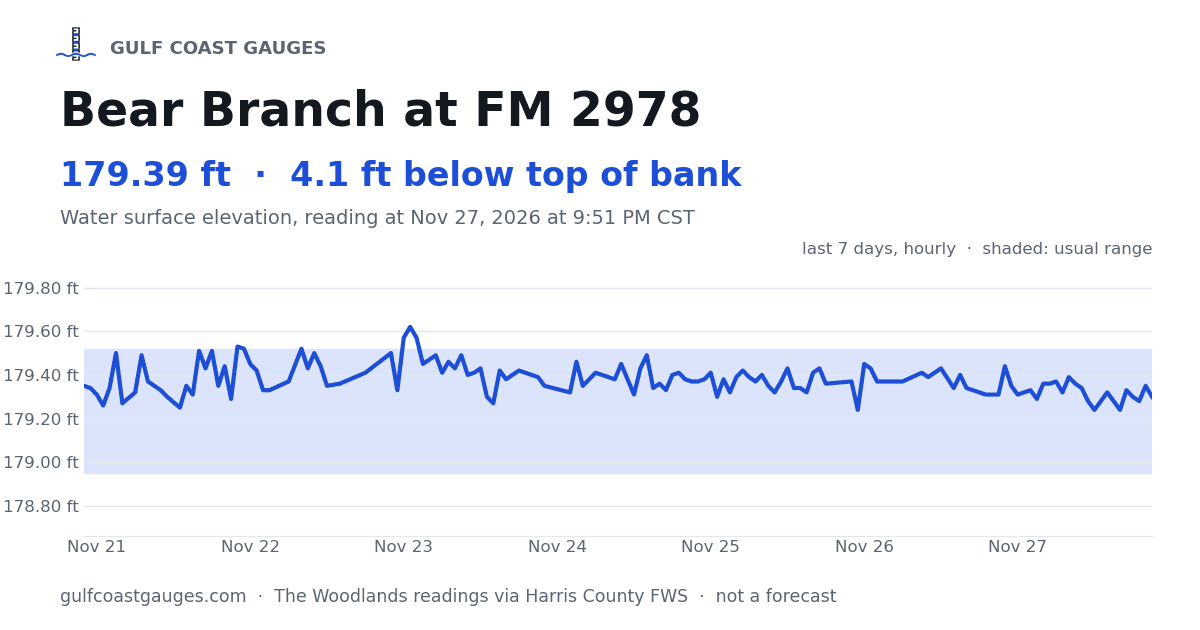 GULF COAST GAUGES
Bear Branch at FM 2978
179.39 ft · 4.1 ft below top of bank
Water surface elevation, reading at Nov 27, 2026 at 9:51 PM CST
last 7 days, hourly · shaded: usual range
179.80 ft
179.60 ft
179.40 ft
179.20 ft
179.00 ft
178.80 ft
Nov 21 Nov 22 Nov 23 Nov 24 Nov 25 Nov 26 Nov 27
gulfcoastgauges.com · The Woodlands readings via Harris County FWS · not a forecast